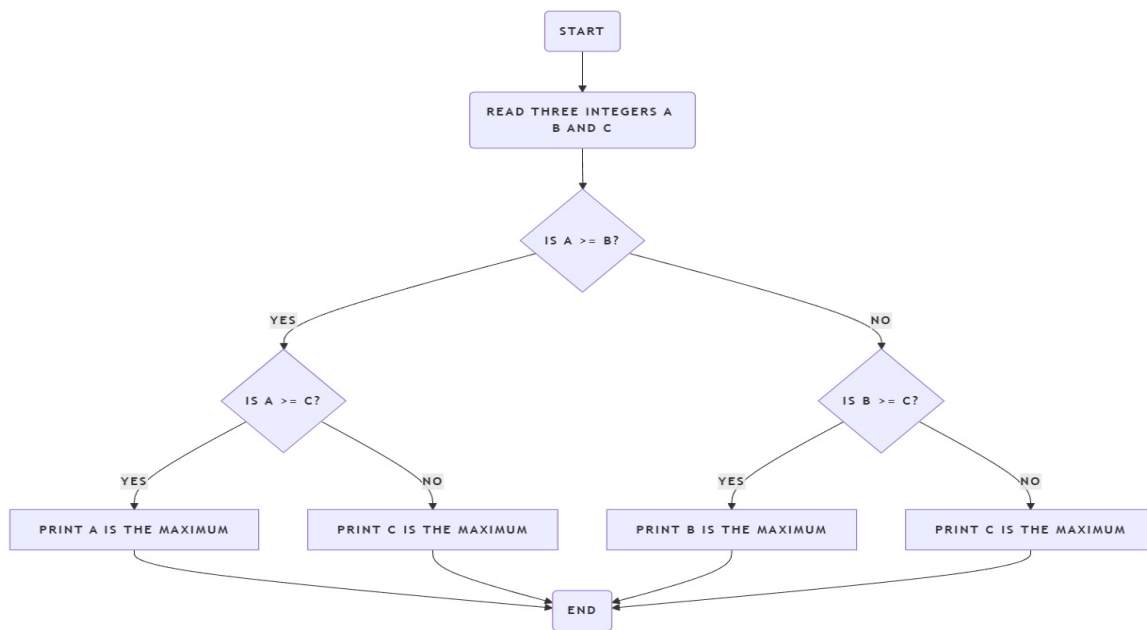 START
READ THREE INTEGERS A
B AND C
IS A >= B?
YES
NO
IS A >= C?
IS B >= C?
YES
NO
YES
NO
PRINT A IS THE MAXIMUM
PRINT C IS THE MAXIMUM
PRINT B IS THE MAXIMUM
PRINT C IS THE MAXIMUM
END